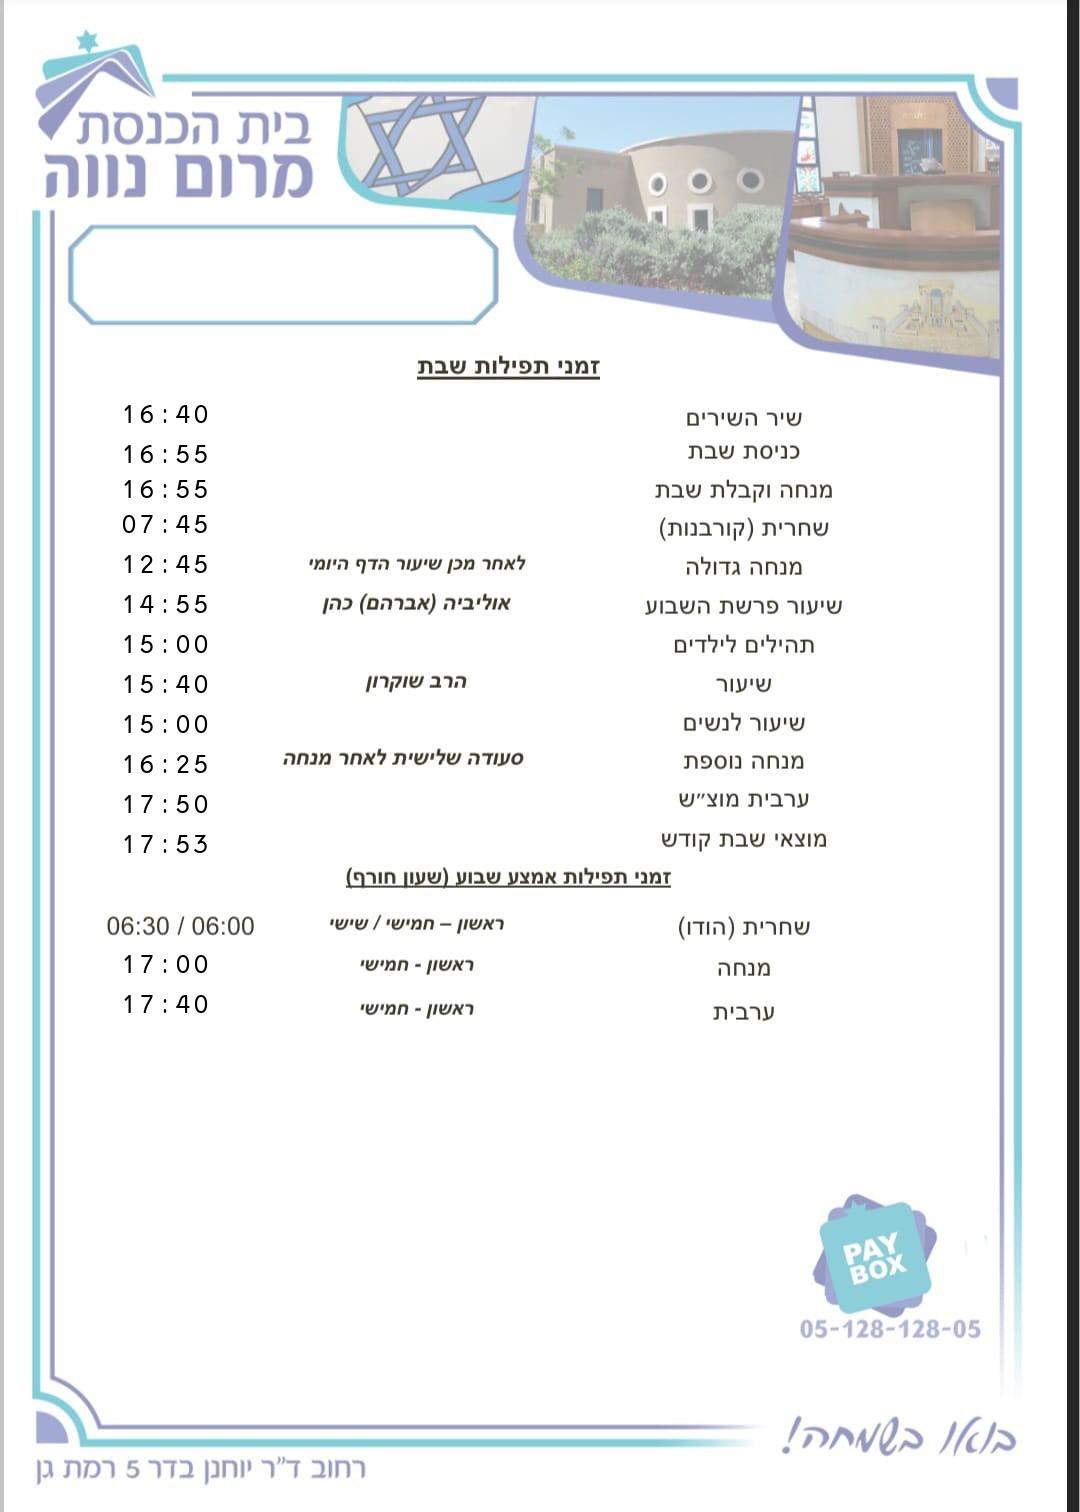 בית הכנסת
מרום נווה
זמני תפילות שבת
שיר השירים 16:40
כניסת שבת 16:55
מנחה וקבלת שבת 16:55
שחרית (קורבנות) 07:45
מנחה גדולה לאחר מכן שיעור הדף היומי 12:45
שיעור פרשת השבוע אוליביה (אברהם) כהן 14:55
תהילים לילדים 15:00
שיעור הרב שוקרון 15:40
שיעור לנשים 15:00
מנחה נוספת סעודה שלישית לאחר מנחה 16:25
ערבית מוצ״ש 17:50
מוצאי שבת קודש 17:53
זמני תפילות אמצע שבוע (שעון חורף)
שחרית (הודו) ראשון – חמישי / שישי 06:30 / 06:00
מנחה ראשון - חמישי 17:00
ערבית ראשון - חמישי 17:40
PAY
BOX
05-128-128-05
בואו בשמחה!
רחוב ד"ר יוחנן בדר 5 רמת גן